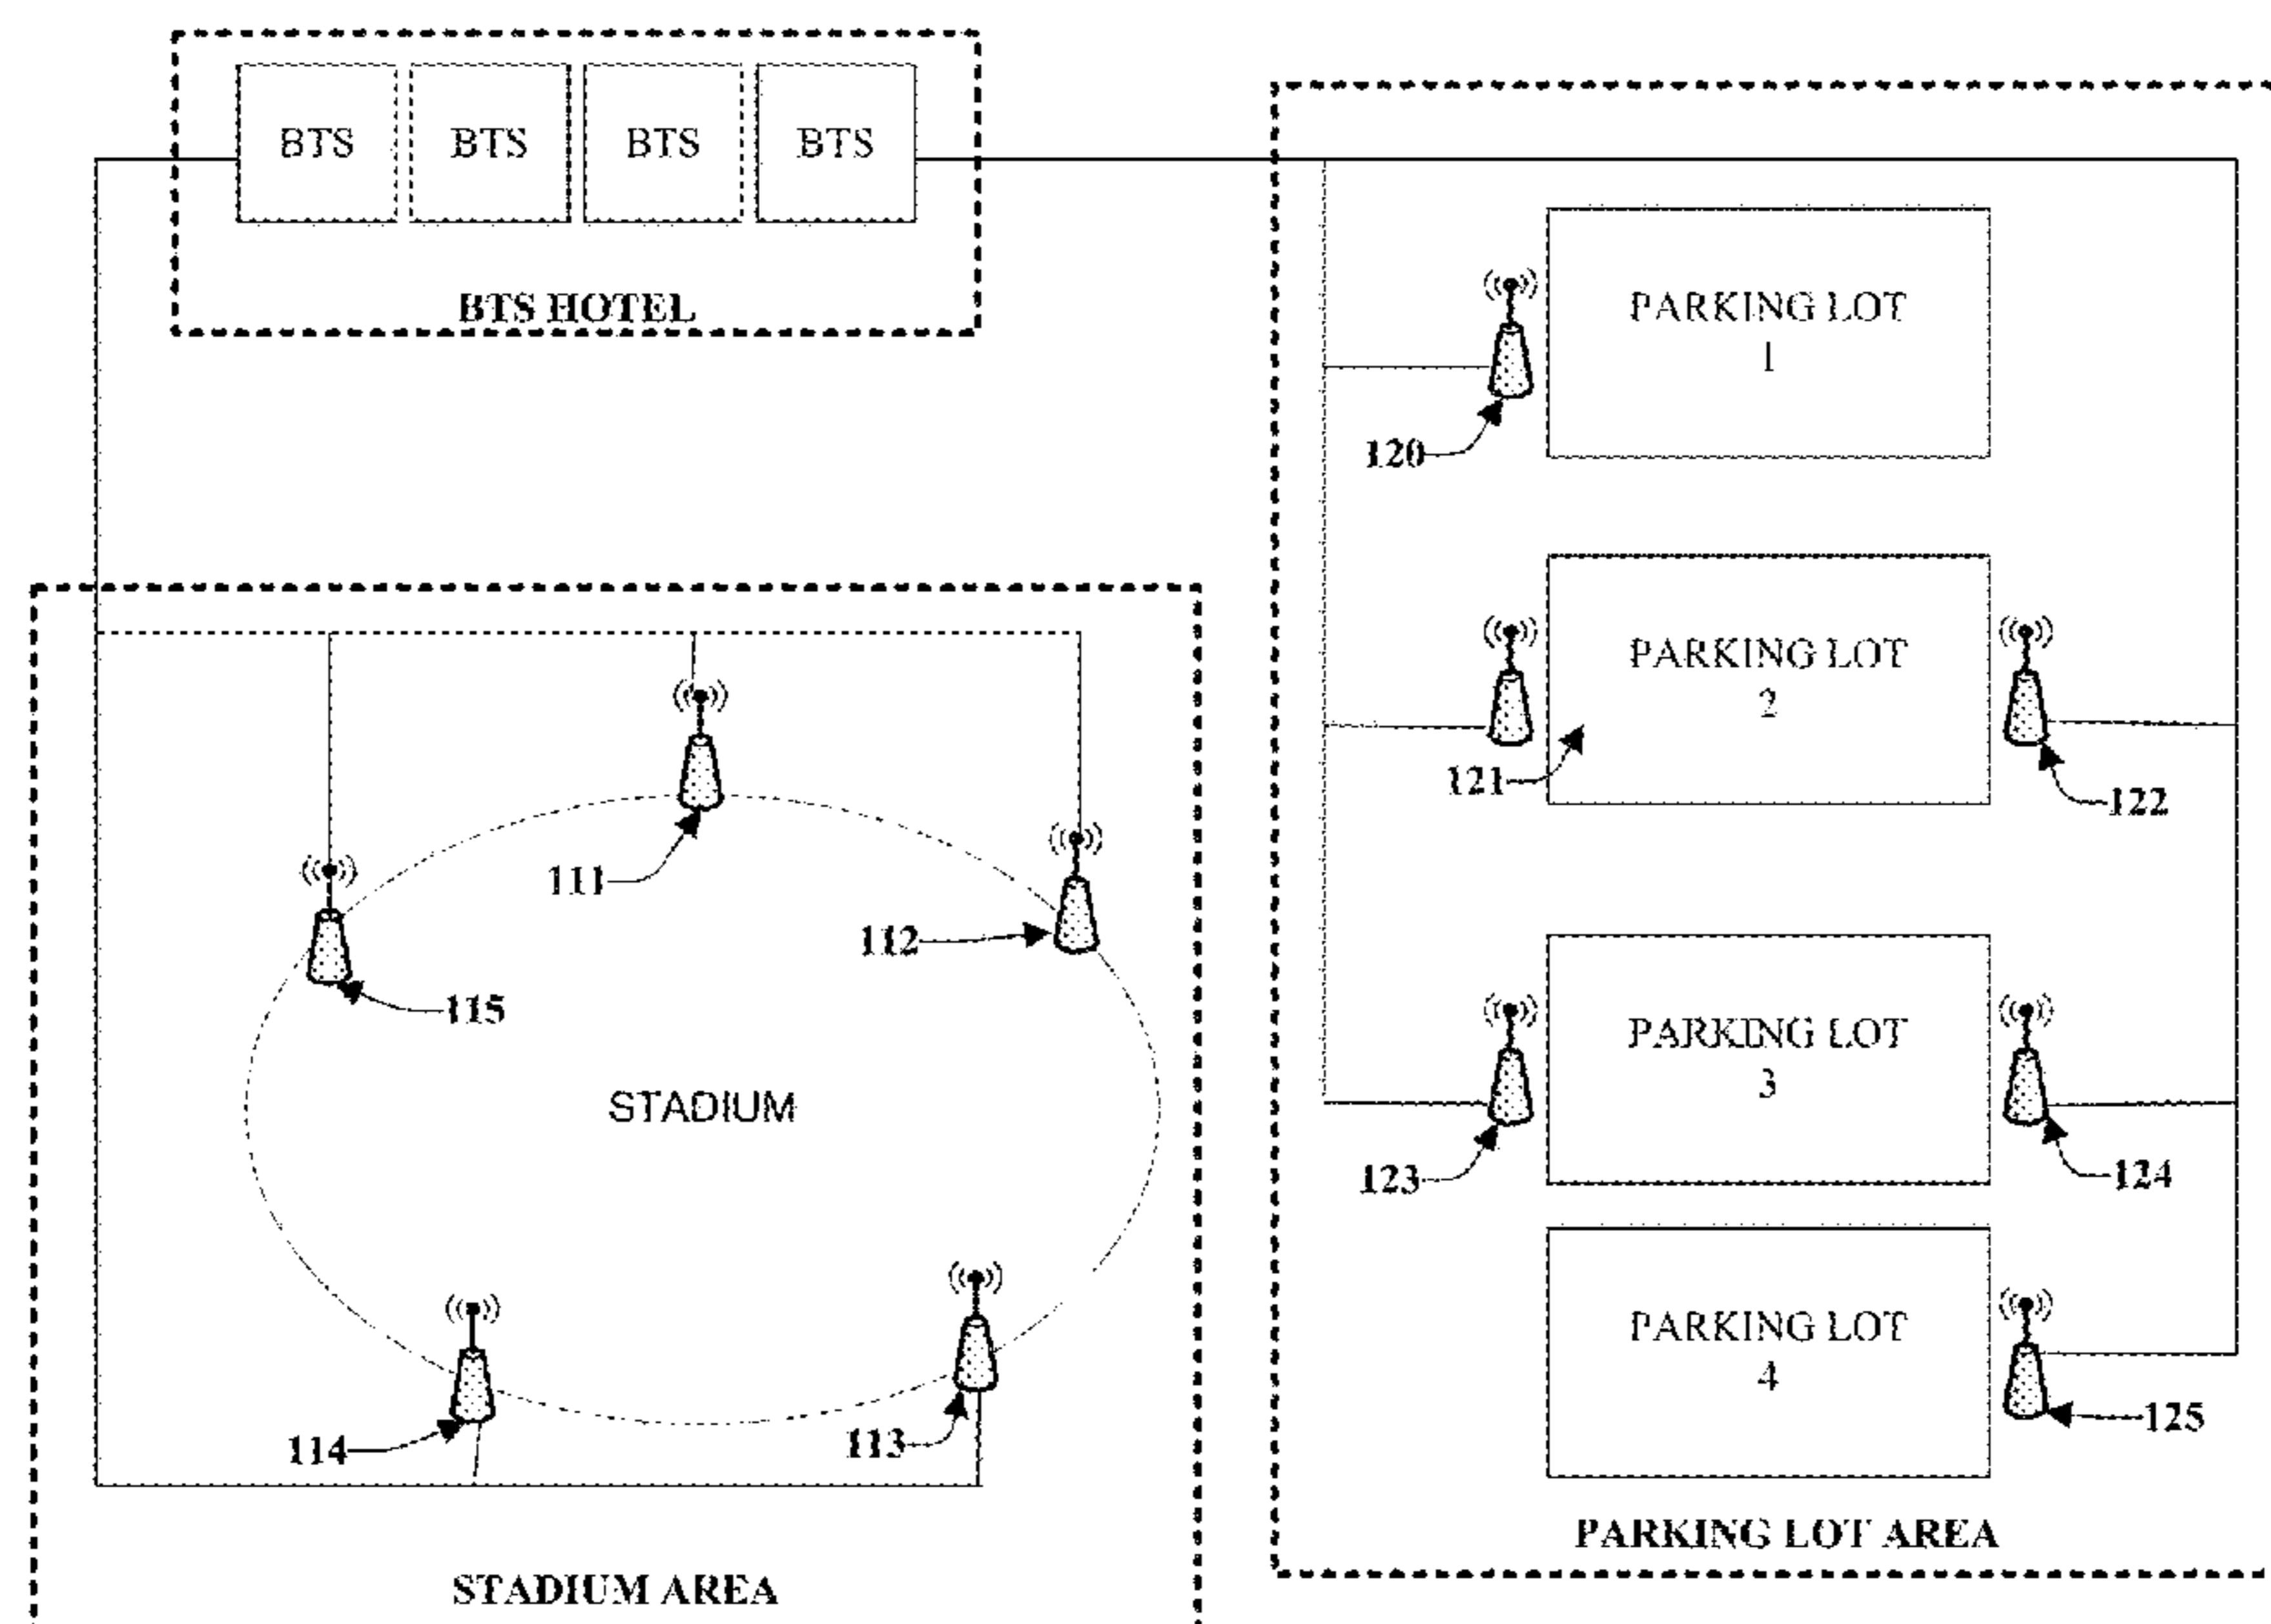 BTS BTS BTS BTS
BTS HOTEL
PARKING LOT
1
120
PARKING LOT
2
121
122
111
112
115
STADIUM
PARKING LOT
3
123
124
PARKING LOT
4
114
113
125
STADIUM AREA
PARKING LOT AREA